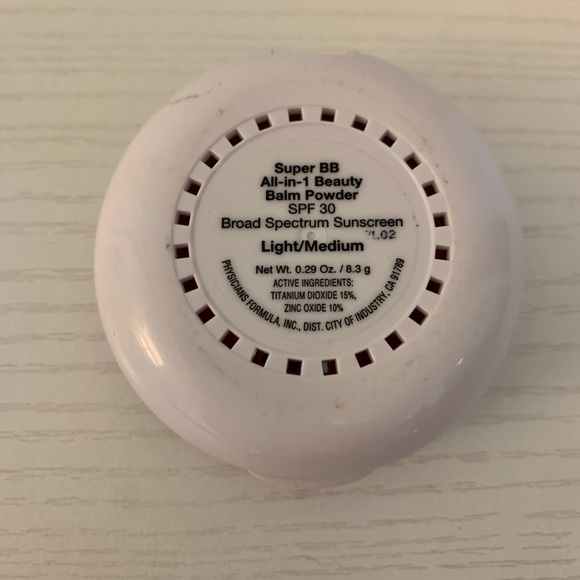 Super BB
All-in-1 Beauty
Balm Powder
SPF 30
Broad Spectrum Sunscreen
Light/Medium
Net Wt. 0.29 Oz. / 8.3 g
ACTIVE INGREDIENTS:
TITANIUM DIOXIDE 15%,
ZINC OXIDE 10%
PHYSICIANS FORMULA, INC., DIST. CITY OF INDUSTRY, CA 91789